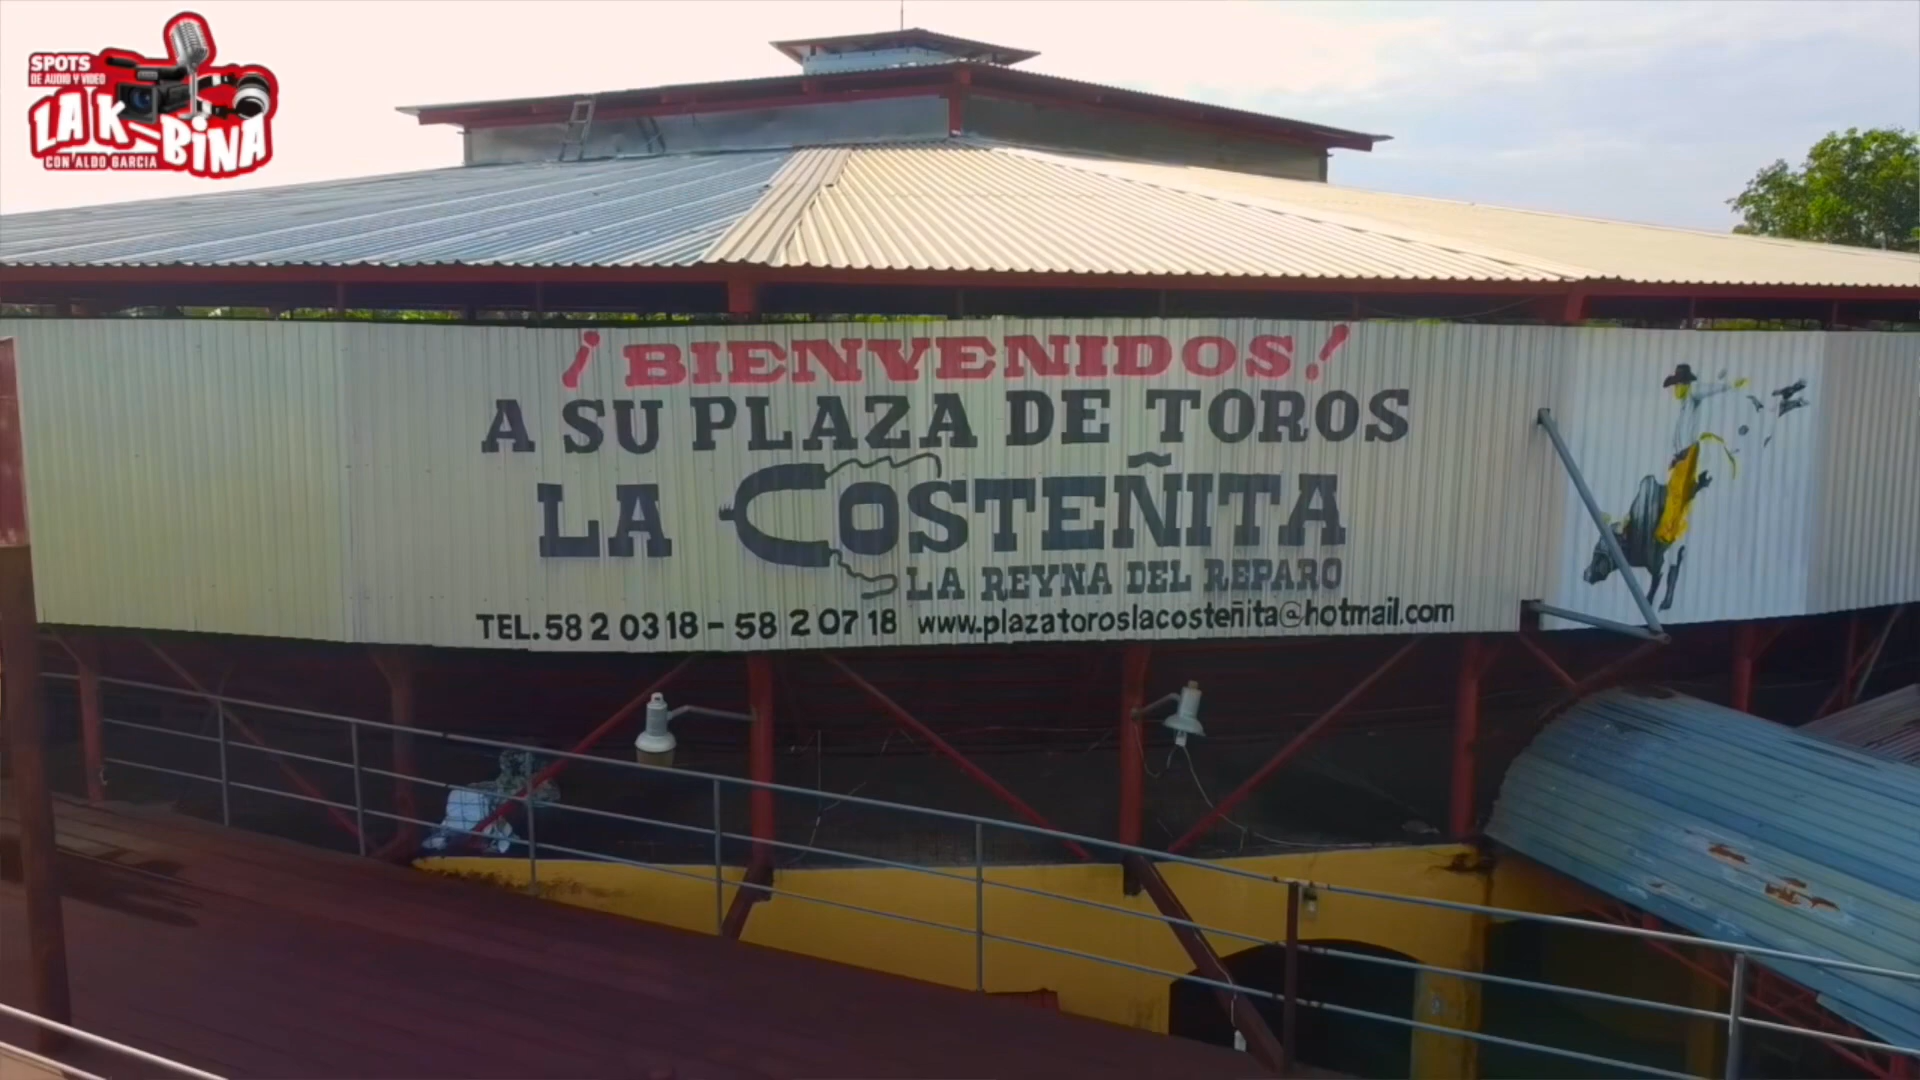 SPOTS
DE AUDIO Y VIDEO
LA K-BINA
CON ALDO GARCIA
¡BIENVENIDOS!
A SU PLAZA DE TOROS
LA COSTEÑITA
LA REYNA DEL REPARO
TEL. 58 2 03 18 - 58 2 07 18 www.plazatoroslacosteñita@hotmail.com